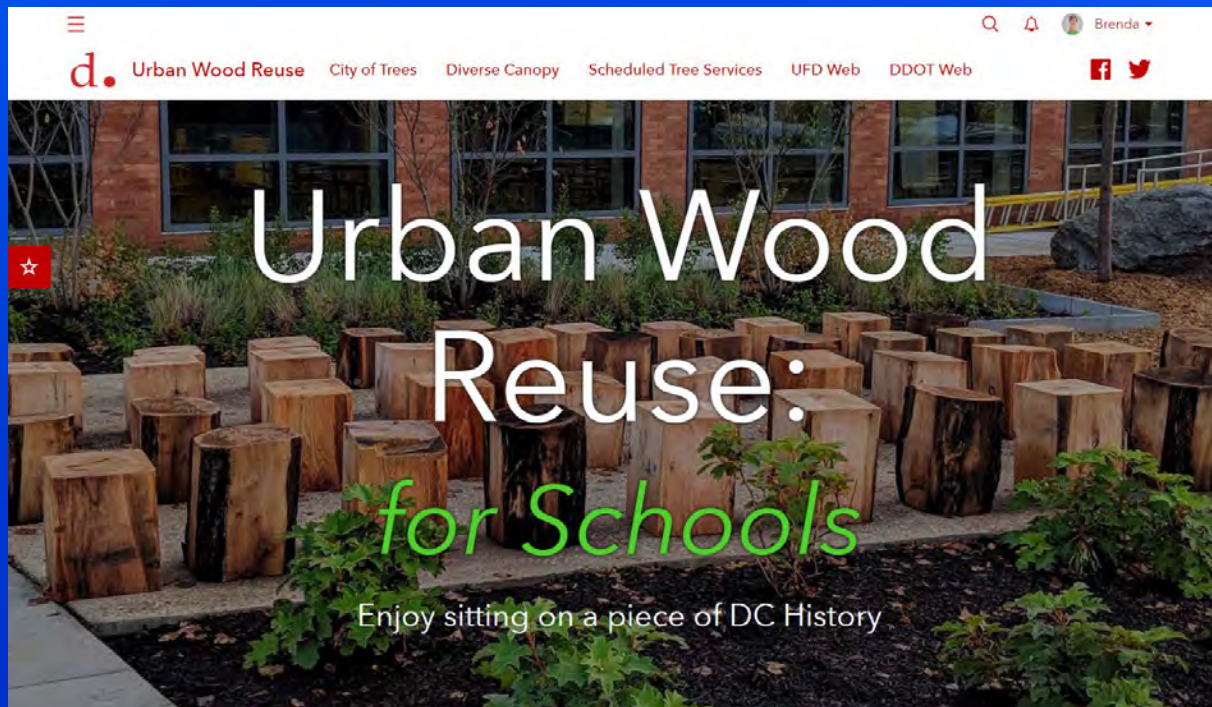 Brenda
d. Urban Wood Reuse City of Trees Diverse Canopy Scheduled Tree Services UFD Web DDOT Web
Urban Wood
Reuse:
for Schools
Enjoy sitting on a piece of DC History